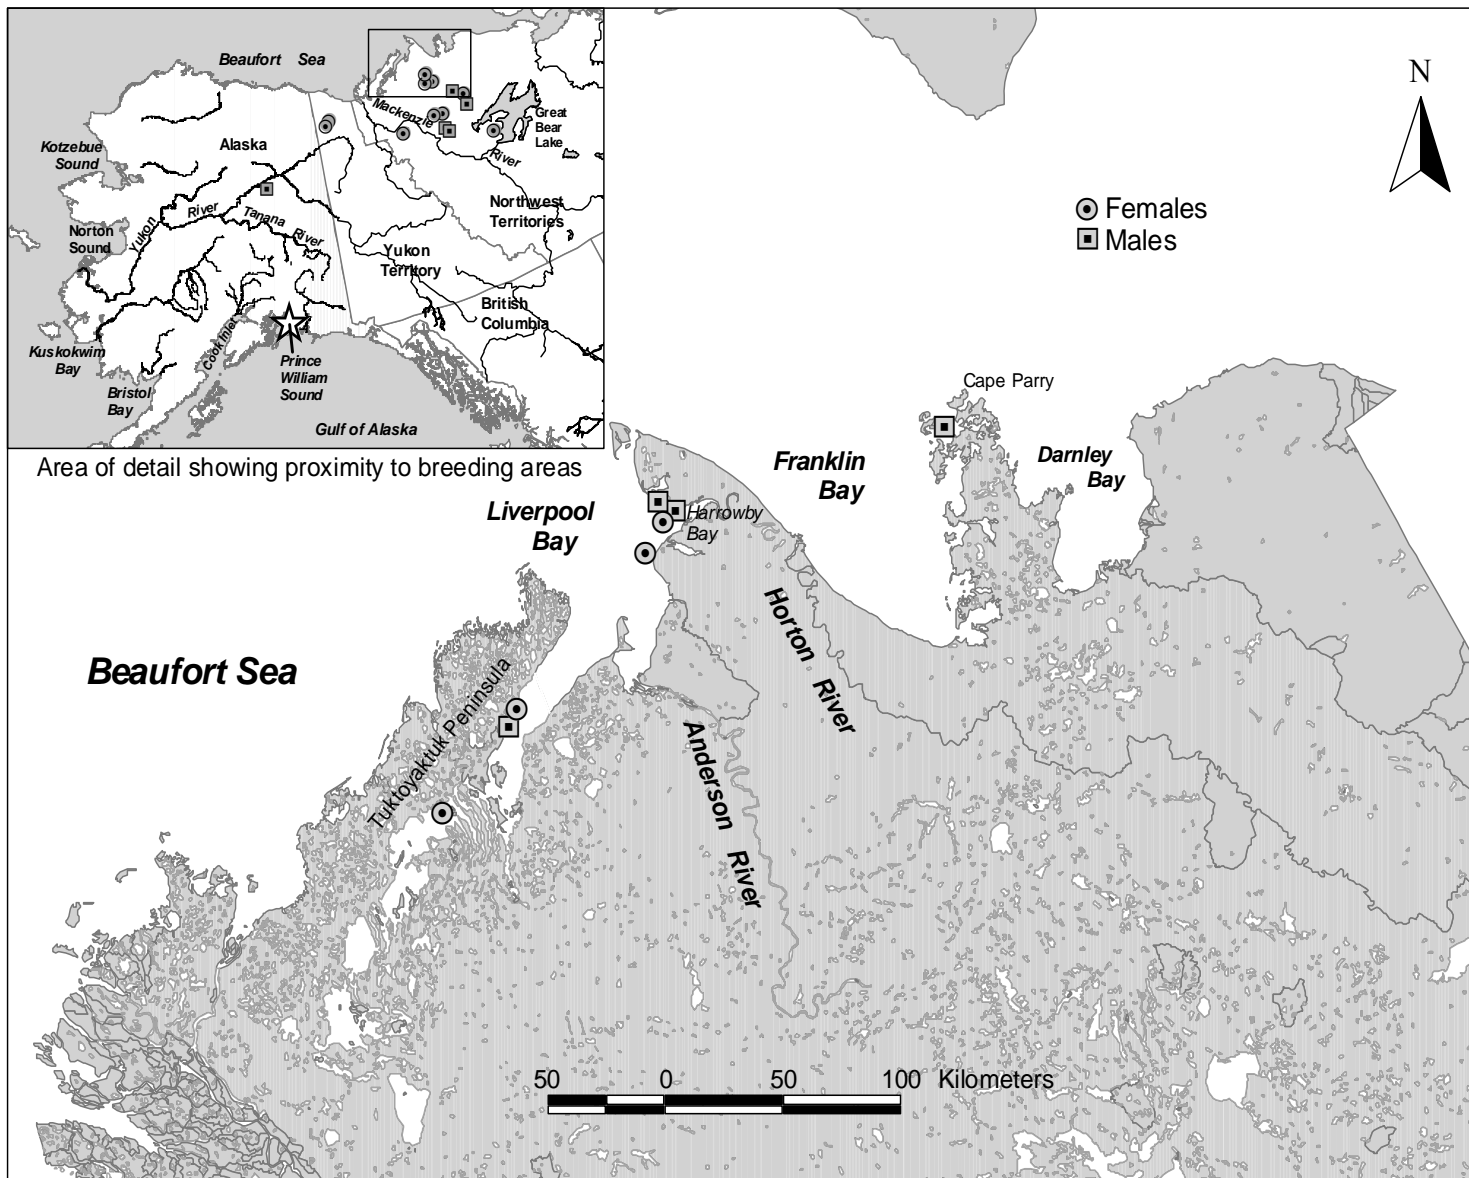 Beaufort Sea
Mackenzie
River
Great
Bear
Lake
Alaska
Kotzebue
Sound
Northwest
Territories
Norton
Sound
Yukon
River
Tanana River
Yukon
Territory
British
Columbia
Kuskokwim
Bay
Bristol
Bay
Cook Inlet
Prince
William
Sound
Gulf of Alaska
Area of detail showing proximity to breeding areas
N
Females
Males
Cape Parry
Franklin
Bay
Darnley
Bay
Liverpool
Bay
Harrowby
Bay
Horton River
Beaufort Sea
Tuktoyaktuk Peninsula
Anderson River
50 0 50 100 Kilometers